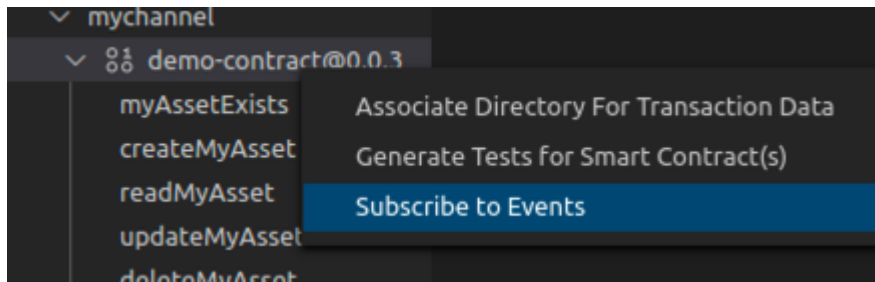 mychannel
demo-contract@0.0.3
myAssetExists
Associate Directory For Transaction Data
createMyAsset
Generate Tests for Smart Contract(s)
readMyAsset
Subscribe to Events
updateMyAsset
deleteMyAsset